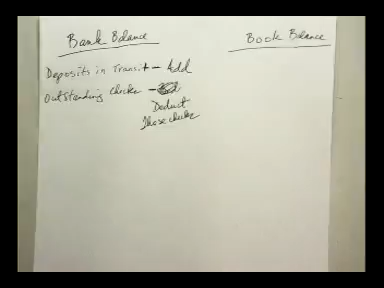 Bank Balance
Book Balance
Deposits in Transit - Add
Outstanding Checks -
Deduct
Those checks